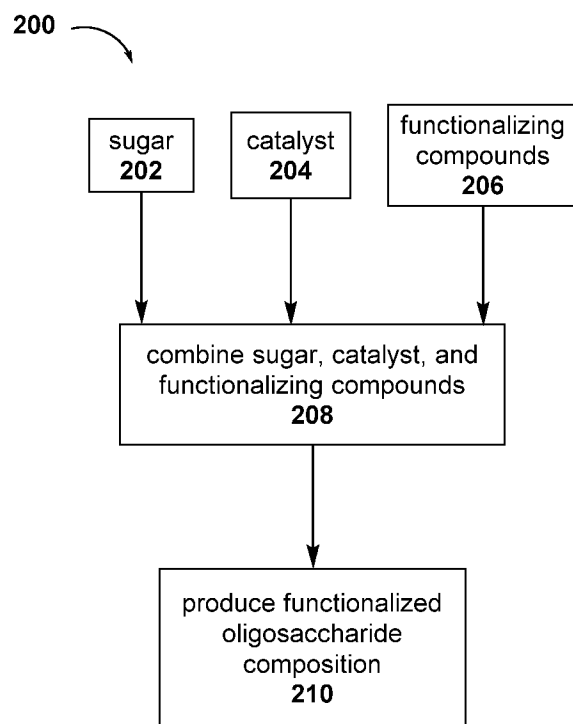 200
sugar
202
catalyst
204
functionalizing
compounds
206
combine sugar, catalyst, and
functionalizing compounds
208
produce functionalized
oligosaccharide
composition
210